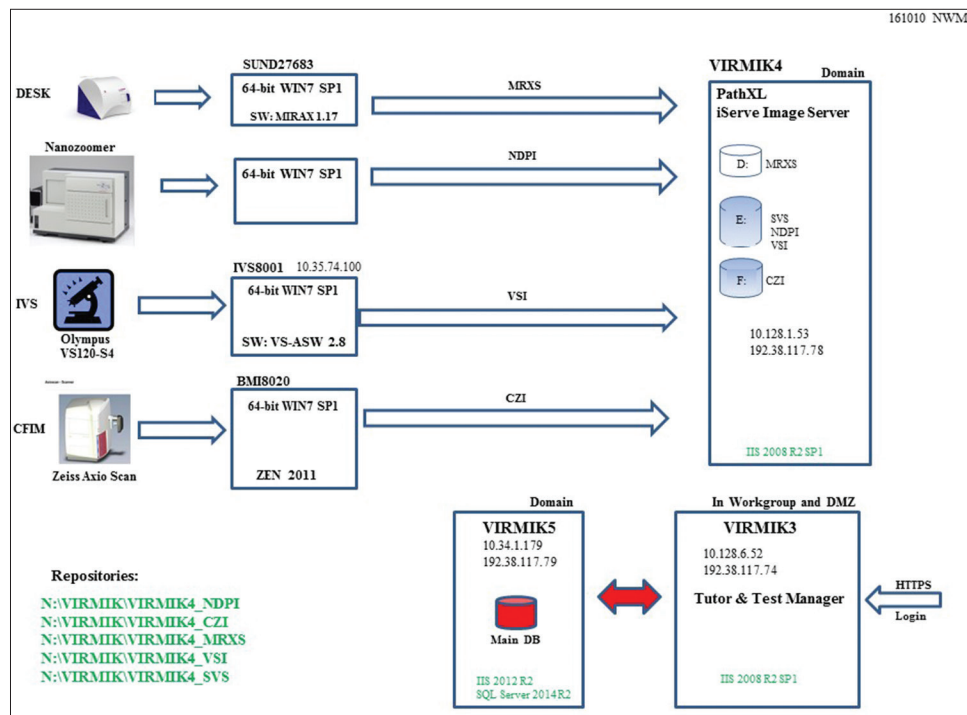 161010 NWM
SUND27683
DESK
64-bit WIN7 SP1
SW: MIRAX 1.17
MRXS
VIRMIK4
Domain
PathXL
iServe Image Server
D:
MRXS
E:
SVS
NDPI
VSI
F:
CZI
10.128.1.53
192.38.117.78
IIS 2008 R2 SP1
Nanozoomer
64-bit WIN7 SP1
NDPI
IVS8001 10.35.74.100
IVS
64-bit WIN7 SP1
SW: VS-ASW 2.8
VSI
Olympus
VS120-S4
BMI8020
CFIM
64-bit WIN7 SP1
ZEN 2011
CZI
Zeiss Axio Scan
Domain
VIRMIK5
10.34.1.179
192.38.117.79
Main DB
IIS 2012 R2
SQL Server 2014 R2
In Workgroup and DMZ
VIRMIK3
10.128.6.52
192.38.117.74
Tutor & Test Manager
IIS 2008 R2 SP1
HTTPS
Login
Repositories:
N:\VIRMIK\VIRMIK4_NDPI
N:\VIRMIK\VIRMIK4_CZI
N:\VIRMIK\VIRMIK4_MRXS
N:\VIRMIK\VIRMIK4_VSI
N:\VIRMIK\VIRMIK4_SVS